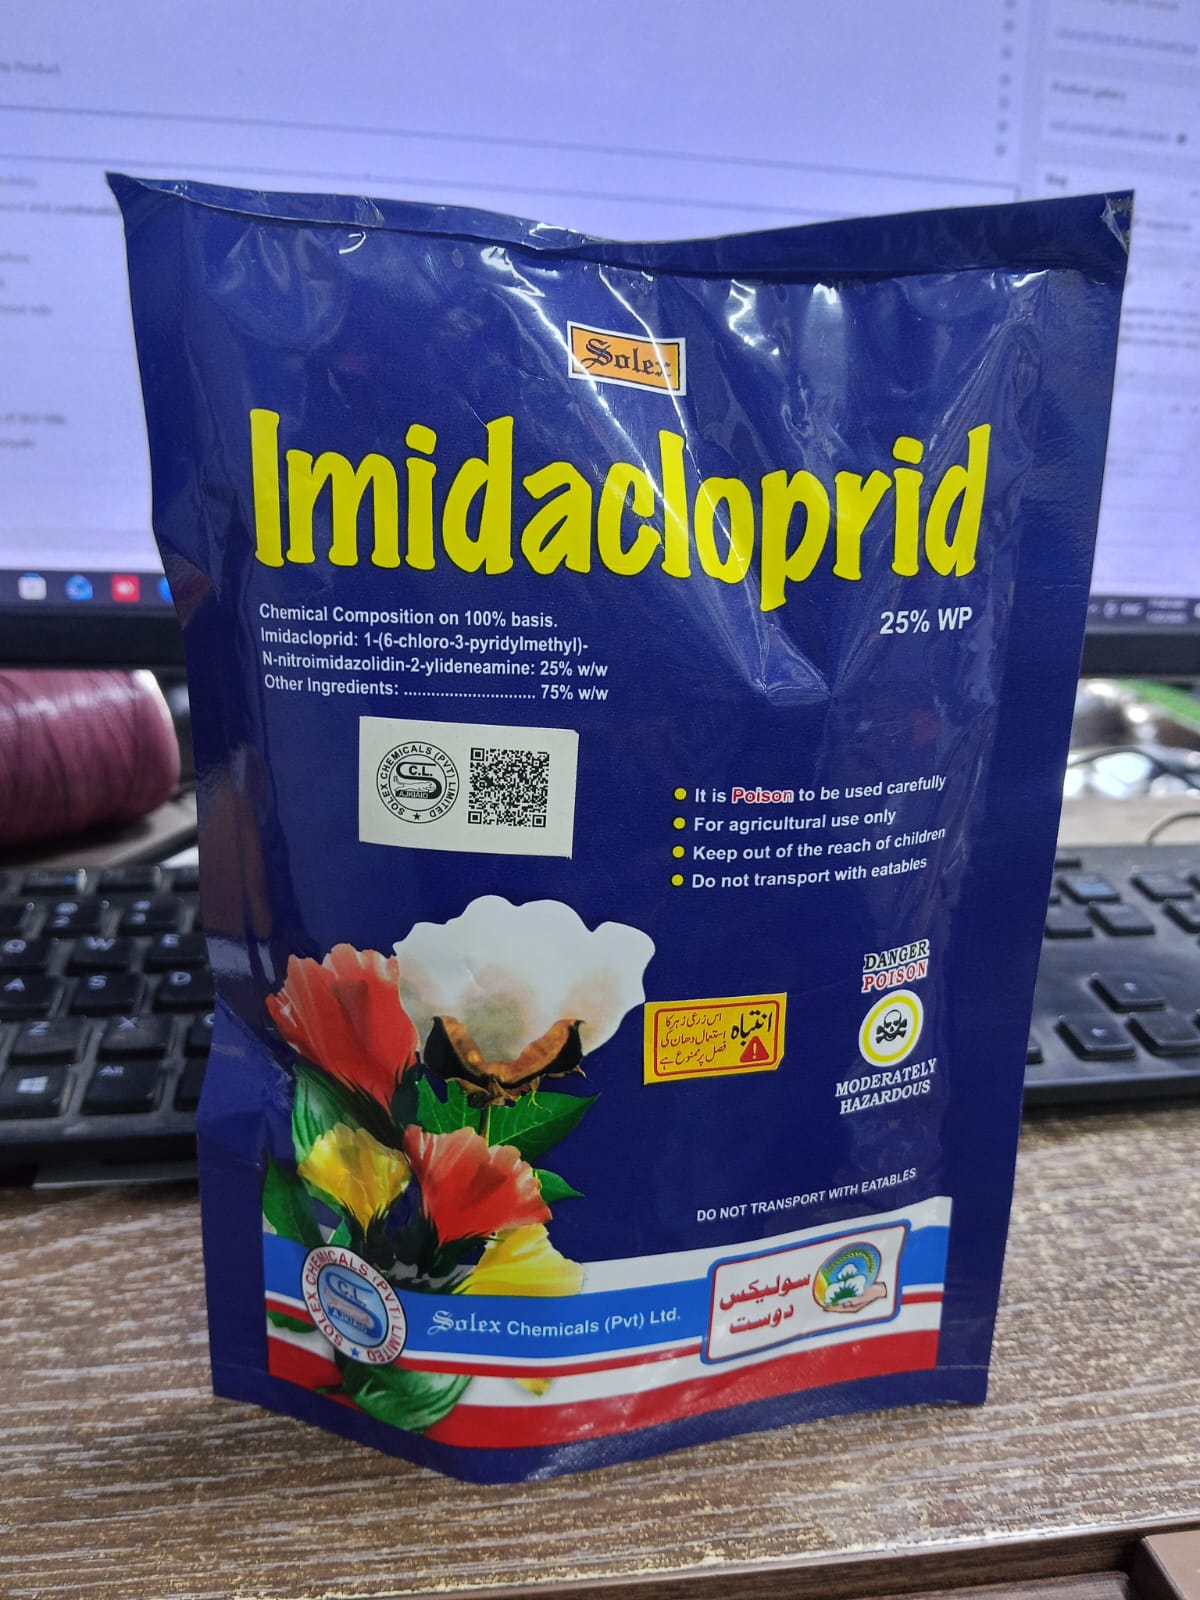 Solex
Imidacloprid
25% WP
Chemical Composition on 100% basis.
Imidacloprid: 1-(6-chloro-3-pyridylmethyl)-
N-nitroimidazolidin-2-ylideneamine: 25% w/w
Other Ingredients: ............................. 75% w/w
SOLEX CHEMICALS (PVT) LIMITED
C.L.
It is Poison to be used carefully
For agricultural use only
Keep out of the reach of children
Do not transport with eatables
DANGER
POISON
MODERATELY
HAZARDOUS
انتباہ
اس زرعی زہر کا
استعمال دھان کی
فصل پر ممنوع ہے
DO NOT TRANSPORT WITH EATABLES
SOLEX CHEMICALS (PVT) LIMITED
C.L.
Solex Chemicals (Pvt) Ltd.
سولیکس
دوست
Product gallery